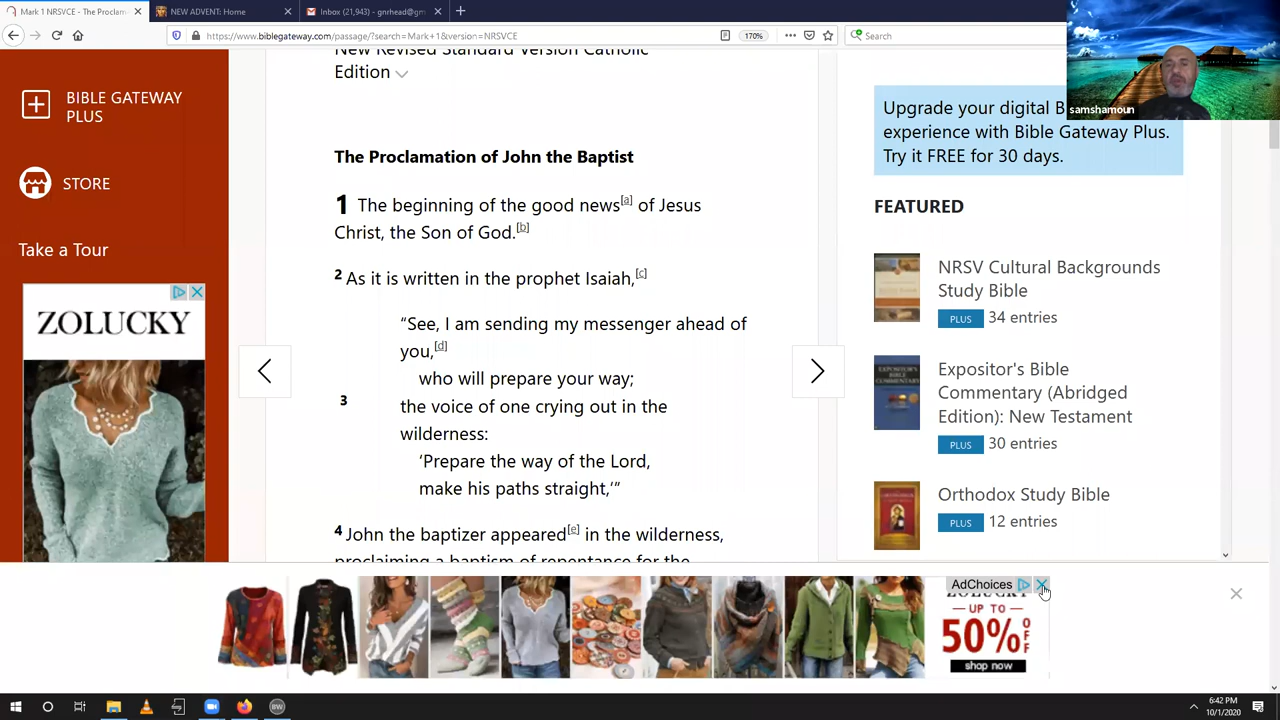 Mark 1 NRSVCE - The Proclam
NEW ADVENT: Home
Inbox (21,943) - gnrhead@gm
https://www.biblegateway.com/passage/?search=Mark+1&version=NRSVCE
170%
Search
samshamoun
BIBLE GATEWAY
PLUS
STORE
Take a Tour
ZOLUCKY
New Revised Standard Version Catholic
Edition
The Proclamation of John the Baptist
1 The beginning of the good news[a] of Jesus
Christ, the Son of God.[b]
2 As it is written in the prophet Isaiah,[c]
“See, I am sending my messenger ahead of
you,[d]
who will prepare your way;
3 the voice of one crying out in the
wilderness:
‘Prepare the way of the Lord,
make his paths straight,’”
4 John the baptizer appeared[e] in the wilderness,
proclaiming a baptism of repentance for the
Upgrade your digital B
experience with Bible Gateway Plus.
Try it FREE for 30 days.
FEATURED
NRSV Cultural Backgrounds
Study Bible
PLUS 34 entries
Expositor's Bible
Commentary (Abridged
Edition): New Testament
PLUS 30 entries
Orthodox Study Bible
PLUS 12 entries
AdChoices
ZOLUCKY
UP TO
50% OFF
shop now
BW
6:42 PM
10/1/2020